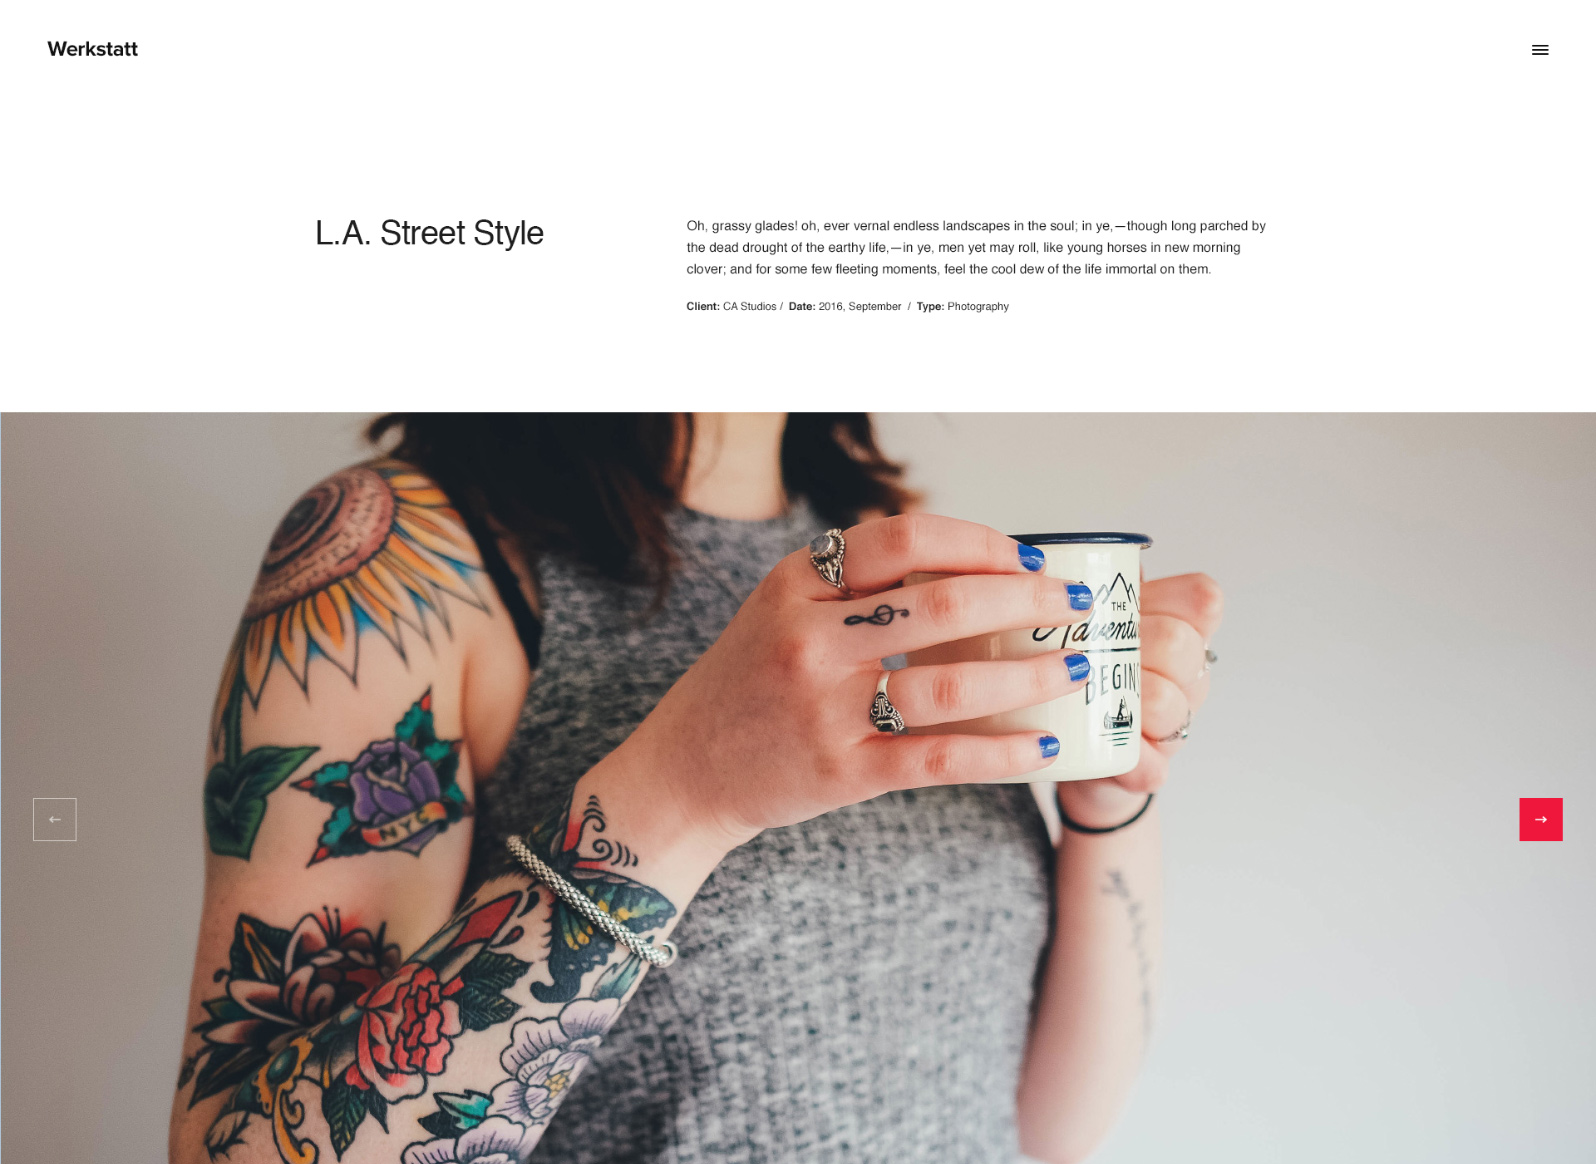 Werkstatt
L.A. Street Style
Oh, grassy glades! oh, ever vernal endless landscapes in the soul; in ye,—though long parched by
the dead drought of the earthy life,—in ye, men yet may roll, like young horses in new morning
clover; and for some few fleeting moments, feel the cool dew of the life immortal on them.
Client: CA Studios / Date: 2016, September / Type: Photography
THE
Adventu
BEGIN
NYC